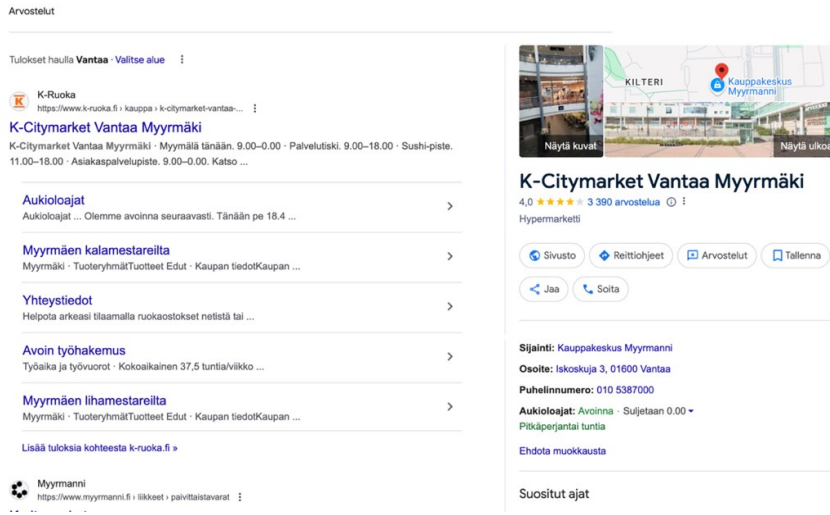 Arvostelut
Tulokset haulla Vantaa · Valitse alue
K-Ruoka
https://www.k-ruoka.fi › kauppa › k-citymarket-vantaa-...
K-Citymarket Vantaa Myyrmäki
K-Citymarket Vantaa Myyrmäki · Myymälä tänään. 9.00–0.00 · Palvelutiski. 9.00–18.00 · Sushi-piste.
11.00–18.00 · Asiakaspalvelupiste. 9.00–0.00. Katso ...
Aukioloajat
Aukioloajat ... Olemme avoinna seuraavasti. Tänään pe 18.4 ...
Myyrmäen kalamestareilta
Myyrmäki · TuoteryhmätTuotteet Edut · Kaupan tiedotKaupan ...
Yhteystiedot
Helpota arkeasi tilaamalla ruokaostokset netistä tai ...
Avoin työhakemus
Työaika ja työvuorot · Kokoaikainen 37,5 tuntia/viikko ...
Myyrmäen lihamestareilta
Myyrmäki · TuoteryhmätTuotteet Edut · Kaupan tiedotKaupan ...
Lisää tuloksia kohteesta k-ruoka.fi »
Myyrmanni
https://www.myyrmanni.fi › liikkeet › paivittaistavarat
KILTERI
Kauppakeskus
Myyrmanni
Näytä kuvat
Näytä ulkoa
K-Citymarket Vantaa Myyrmäki
4,0 3 390 arvostelua
Hypermarketti
Sivusto
Reittiohjeet
Arvostelut
Tallenna
Jaa
Soita
Sijainti: Kauppakeskus Myyrmanni
Osoite: Iskoskuja 3, 01600 Vantaa
Puhelinnumero: 010 5387000
Aukioloajat: Avoinna · Suljetaan 0.00
Pitkäperjantai tuntia
Ehdota muokkausta
Suositut ajat